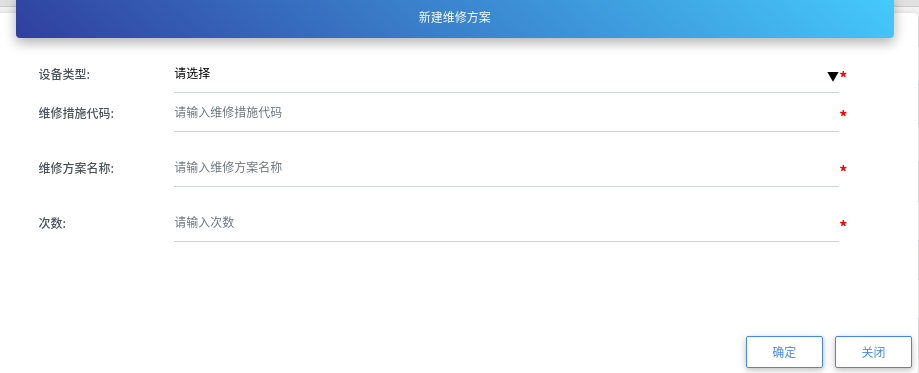 新建维修方案
设备类型: 请选择 *
维修措施代码: 请输入维修措施代码 *
维修方案名称: 请输入维修方案名称 *
次数: 请输入次数 *
确定 关闭